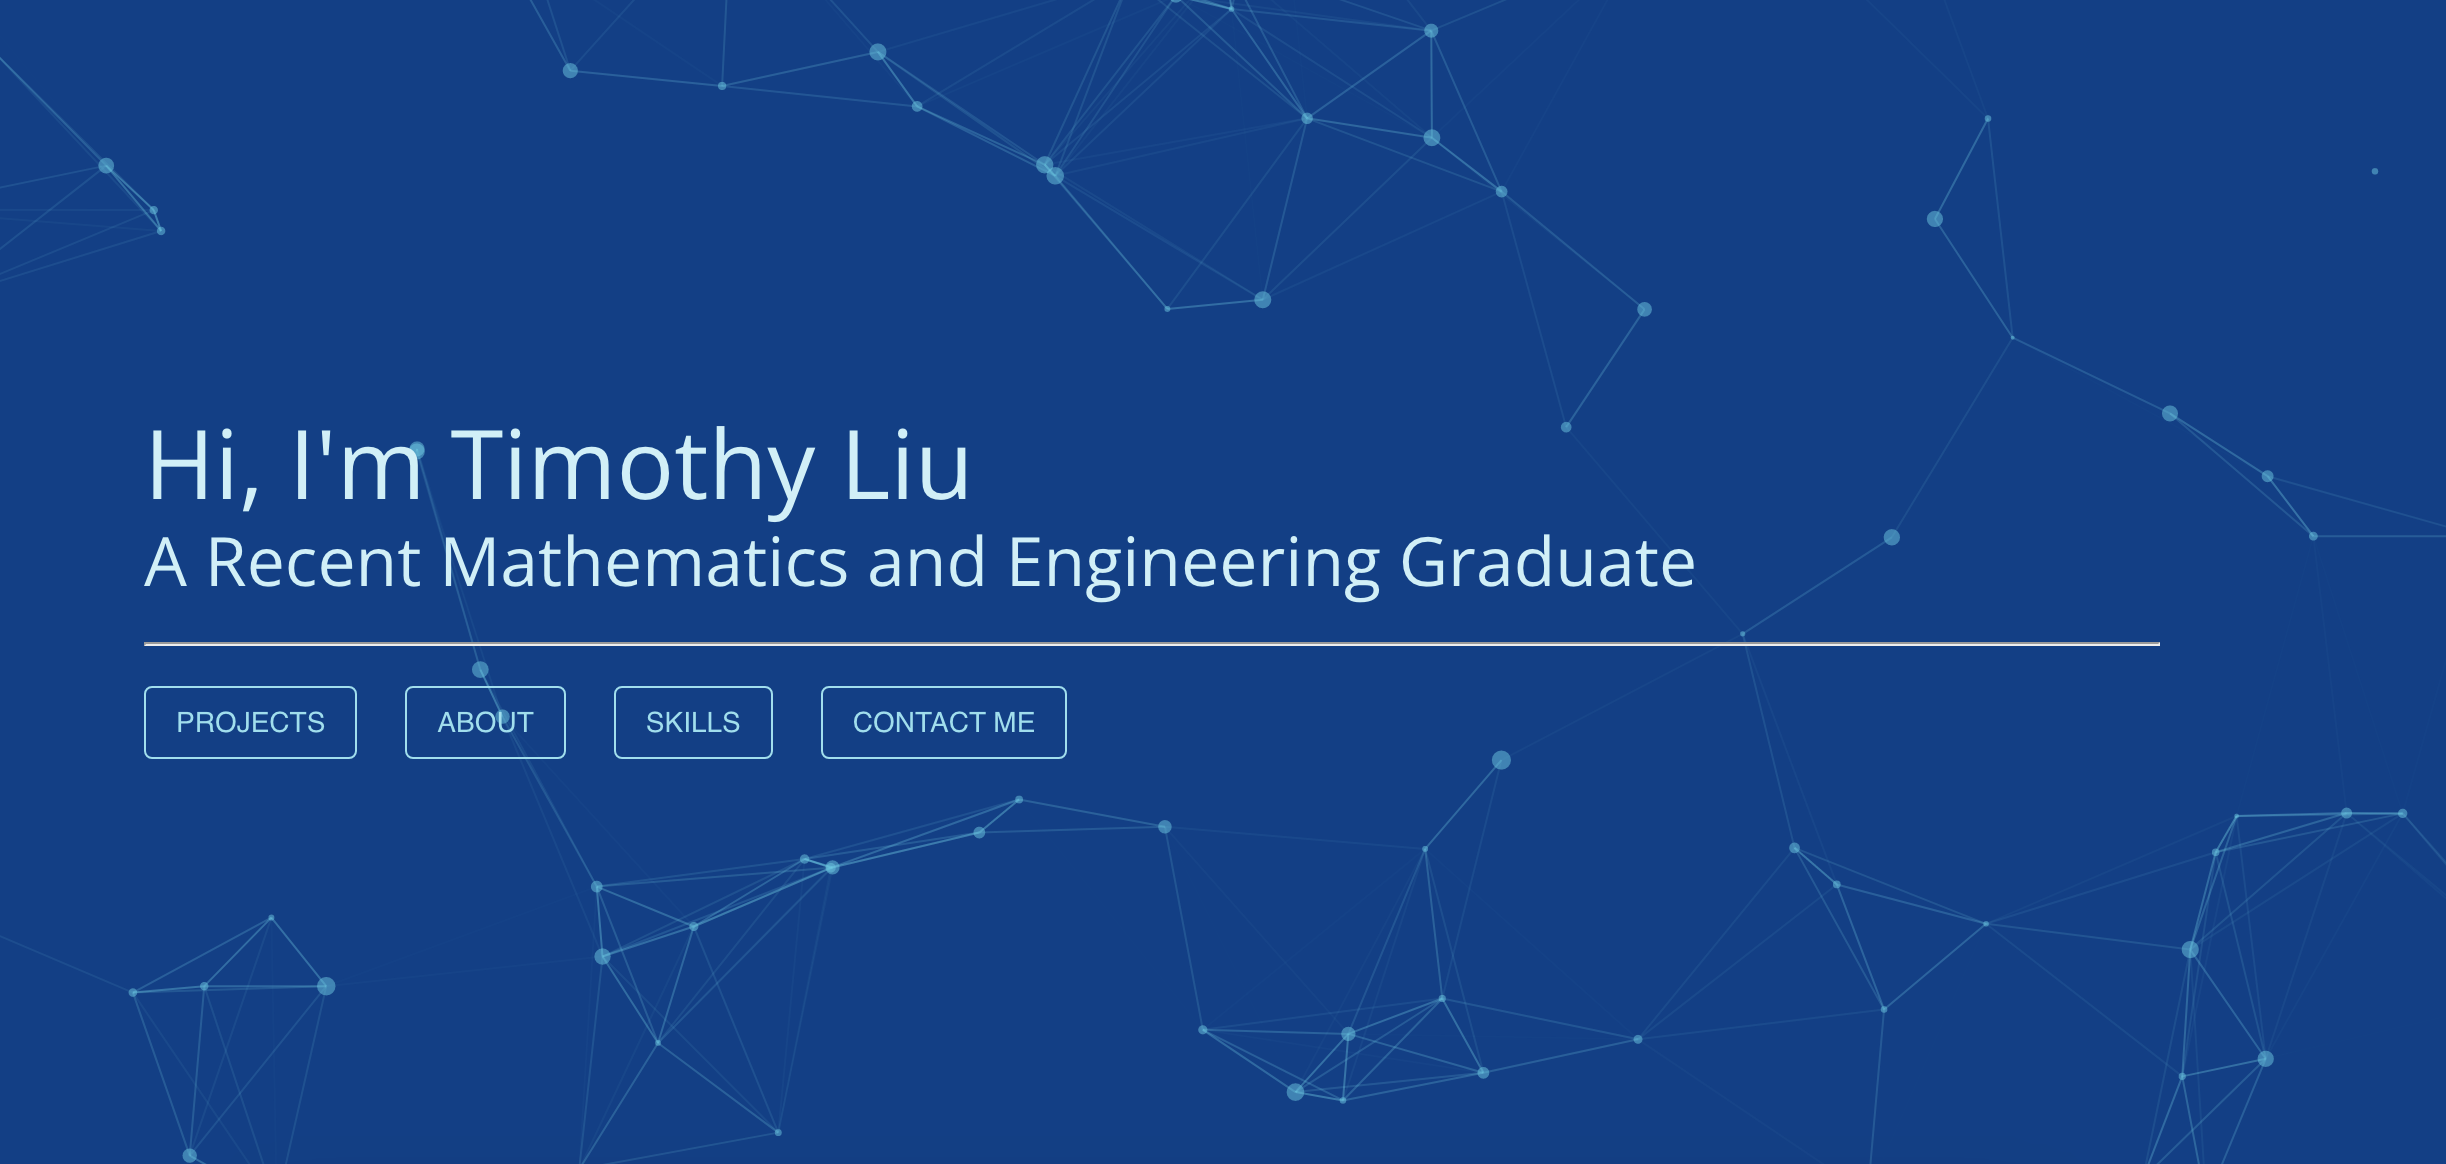 Hi, I'm Timothy Liu
A Recent Mathematics and Engineering Graduate
PROJECTS
ABOUT
SKILLS
CONTACT ME